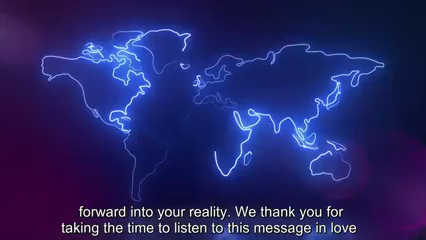 forward into your reality. We thank you for
taking the time to listen to this message in love